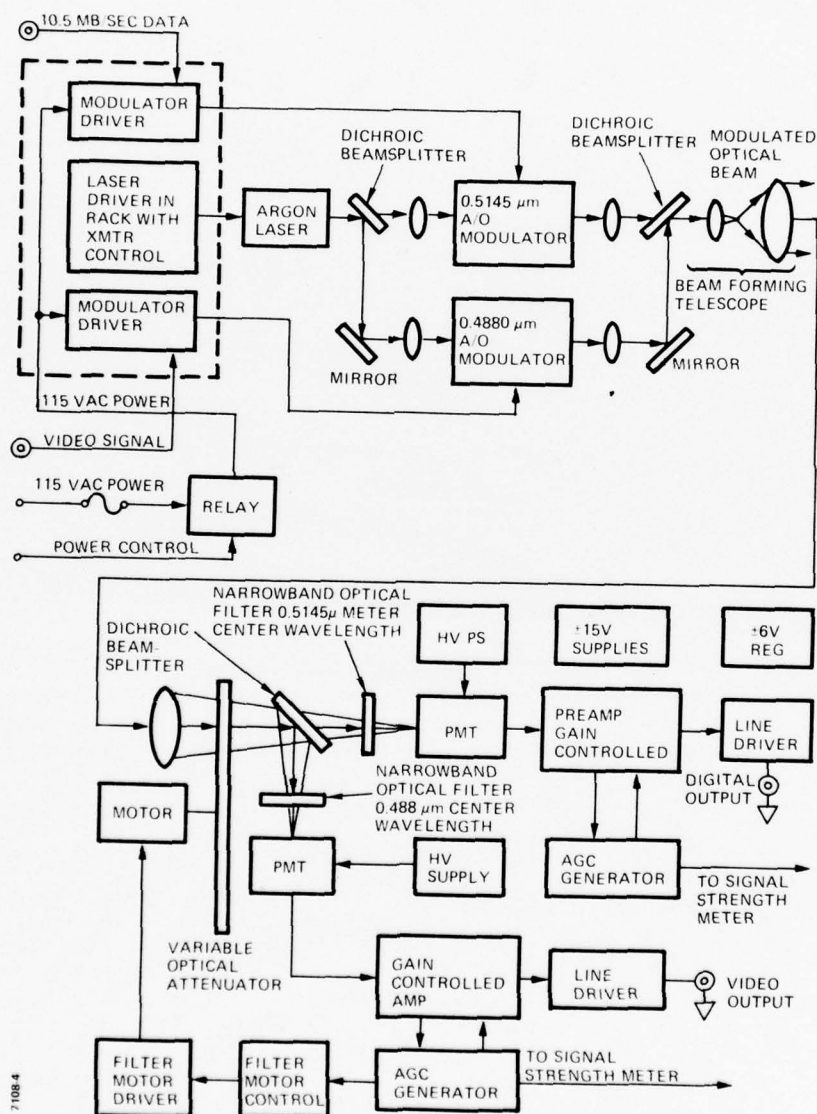 10.5 MB/SEC DATA
MODULATOR
DRIVER
LASER
DRIVER IN
RACK WITH
XMTR
CONTROL
MODULATOR
DRIVER
115 VAC POWER
VIDEO SIGNAL
115 VAC POWER
RELAY
POWER CONTROL
ARGON
LASER
DICHROIC
BEAMSPLITTER
MIRROR
0.5145 µm
A/O
MODULATOR
0.4880 µm
A/O
MODULATOR
DICHROIC
BEAMSPLITTER
MIRROR
MODULATED
OPTICAL
BEAM
BEAM FORMING
TELESCOPE
NARROWBAND OPTICAL
FILTER 0.5145µ METER
CENTER WAVELENGTH
DICHROIC
BEAM-
SPLITTER
HV PS
±15V
SUPPLIES
±6V
REG
PMT
PREAMP
GAIN
CONTROLLED
LINE
DRIVER
DIGITAL
OUTPUT
NARROWBAND
OPTICAL FILTER
0.488 µm CENTER
WAVELENGTH
MOTOR
PMT
HV
SUPPLY
AGC
GENERATOR
TO SIGNAL
STRENGTH
METER
VARIABLE
OPTICAL
ATTENUATOR
GAIN
CONTROLLED
AMP
LINE
DRIVER
VIDEO
OUTPUT
FILTER
MOTOR
DRIVER
FILTER
MOTOR
CONTROL
AGC
GENERATOR
TO SIGNAL
STRENGTH METER
7108-4